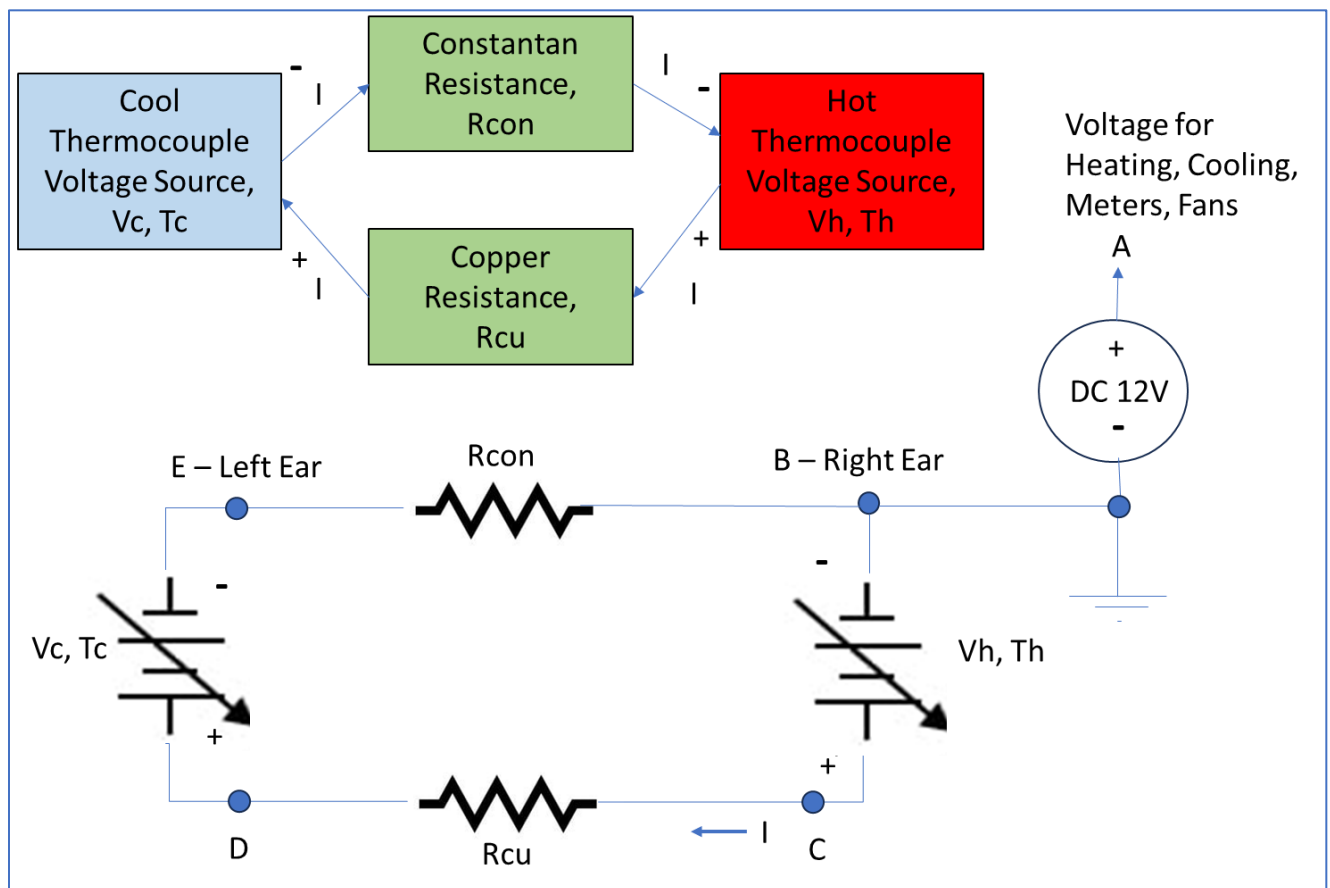 Cool
Thermocouple
Voltage Source,
Vc, Tc
-
I
Constantan
Resistance,
Rcon
I
-
Hot
Thermocouple
Voltage Source,
Vh, Th
+
I
Copper
Resistance,
Rcu
+
I
Voltage for
Heating, Cooling,
Meters, Fans
A
+
DC 12V
-
E – Left Ear
Rcon
B – Right Ear
-
Vc, Tc
+
-
Vh, Th
+
D
Rcu
I
C